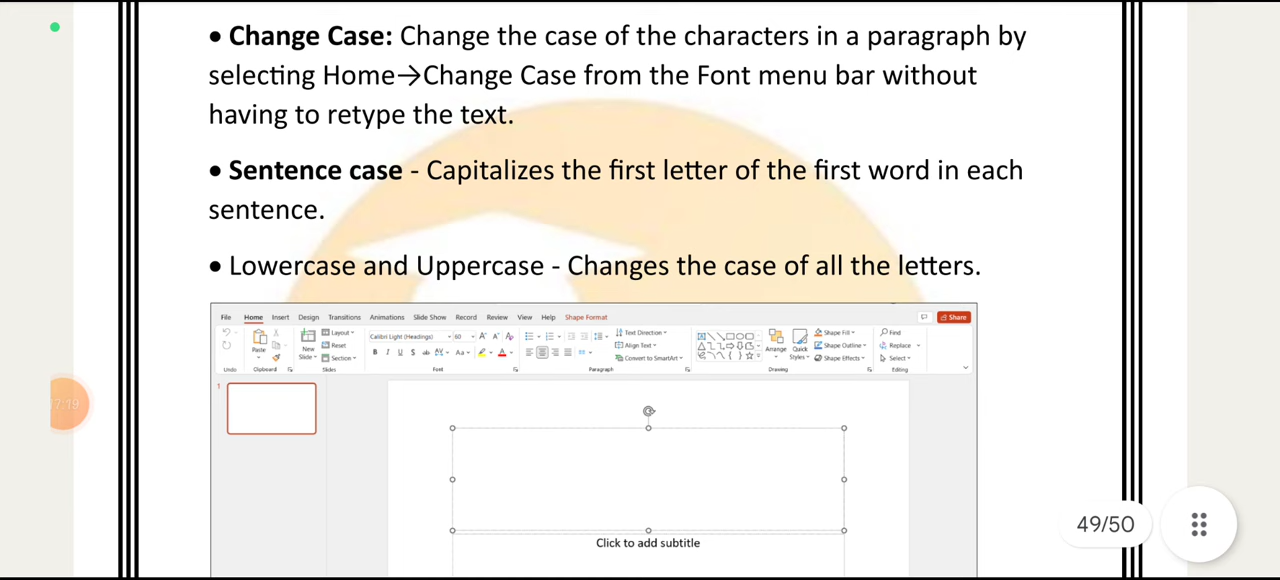 • Change Case: Change the case of the characters in a paragraph by
selecting Home→Change Case from the Font menu bar without
having to retype the text.
• Sentence case - Capitalizes the first letter of the first word in each
sentence.
• Lowercase and Uppercase - Changes the case of all the letters.
File Home Insert Design Transitions Animations Slide Show Record Review View Help Shape Format Share
Paste New Slide Layout Reset Section
Calibri Light (Headings) 60
B I U S ab AV Aa A
Text Direction
Align Text
Convert to SmartArt
Arrange Quick Styles
Shape Fill
Shape Outline
Shape Effects
Find
Replace
Select
Undo Clipboard Slides Font Paragraph Drawing Editing
1
17:19
49/50
Click to add subtitle